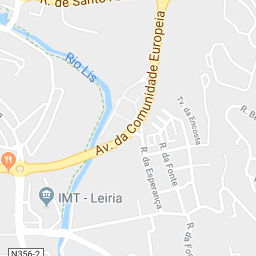 R. de Santo A
Rio Lis
Av. da Comunidade Europeia
Tv. da Encosta
R. B
R. da Esperança
R. da Fonte
R. da Fo
IMT - Leiria
N356-2